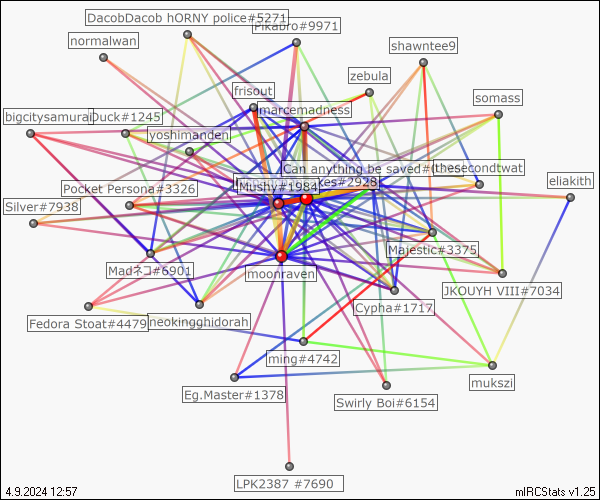 DacobDacob hORNY police#5271
Pikabro#9971
normalwan
shawntee9
zebula
frisout
somass
marcemadness
bigcitysamurai
Duck#1245
yoshimanden
Can anything be saved#
thesecondtwat
Mushy#1984
kes#2928
Pocket Persona#3326
eliakith
Silver#7938
Majestic#3375
Madネコ#6901
moonraven
JKOUYH VIII#7034
Cypha#1717
Fedora Stoat#4479
neokingghidorah
ming#4742
mukszi
Eg.Master#1378
Swirly Boi#6154
LPK2387 #7690
4.9.2024 12:57
mIRCStats v1.25